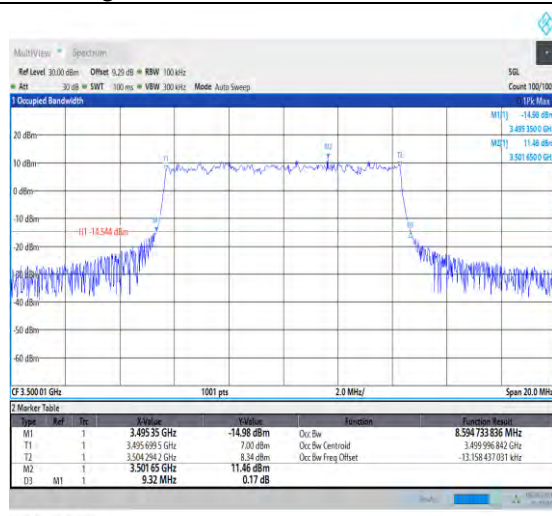 MultiView Spectrum
Ref Level 30.00 dBm Offset 9.29 dB RBW 100 kHz SGL
Att 30 dB SWT 100 ms VBW 300 kHz Mode Auto Sweep Count 100/100
1 Occupied Bandwidth 1Pk Max
M1[1] -14.98 dBm
3.495 350 0 GHz
M2[1] 11.46 dBm
3.501 650 0 GHz
20 dBm
M2
T1 T2
10 dBm
0 dBm
-10 dBm
H1 -14.544 dBm
-20 dBm
-30 dBm
-40 dBm
-50 dBm
-60 dBm
CF 3.500 01 GHz 1001 pts 2.0 MHz/ Span 20.0 MHz
2 Marker Table
Type Ref Trc X-Value Y-Value Function Function Result
M1 1 3.495 35 GHz -14.98 dBm Occ Bw 8.594 733 836 MHz
T1 1 3.495 699 5 GHz 7.00 dBm Occ Bw Centroid 3.499 996 842 GHz
T2 1 3.504 294 2 GHz 8.34 dBm Occ Bw Freq Offset -13.158 437 031 kHz
M2 1 3.501 65 GHz 11.46 dBm
D3 M1 1 9.32 MHz 0.17 dB